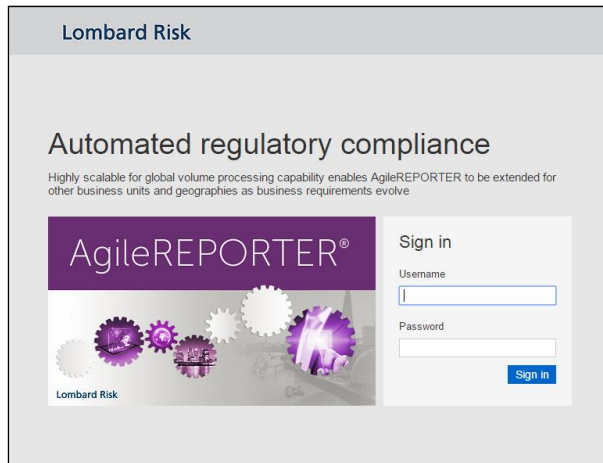 Lombard Risk
Automated regulatory compliance
Highly scalable for global volume processing capability enables AgileREPORTER to be extended for
other business units and geographies as business requirements evolve
AgileREPORTER®
Lombard Risk
Sign in
Username
Password
Sign in